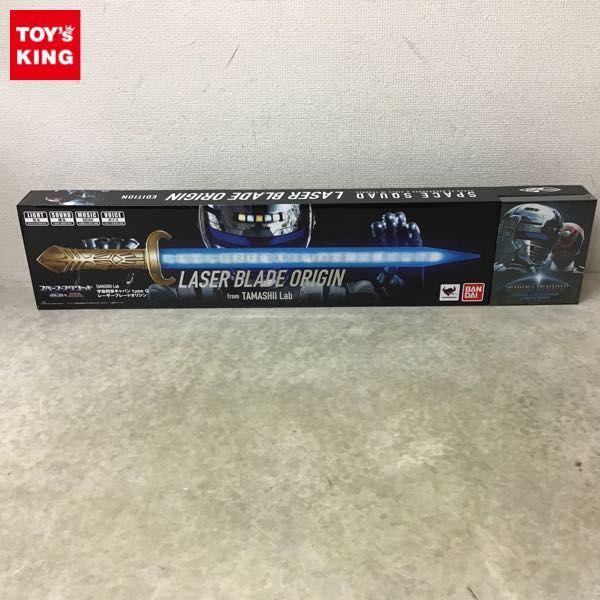 TOY's
KING
SPACE SQUAD LASER BLADE ORIGIN EDITION
LIGHT
SOUND
MUSIC
VOICE
LASER BLADE ORIGIN
from TAMASHII Lab
スペース・スクワッド
TAMASHII Lab
宇宙刑事ギャバン type G
レーザーブレードオリジン
BAN
DAI